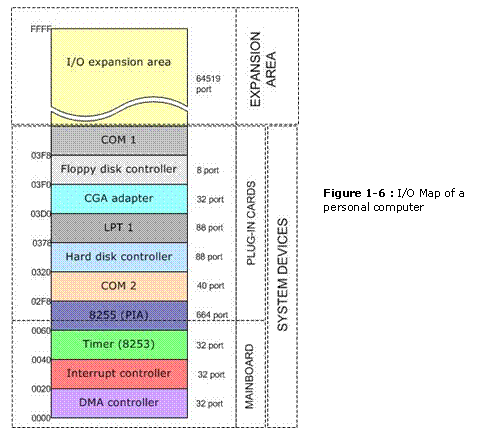 FFFF
I/O expansion area
64519
port
EXPANSION
AREA
COM 1
03F8
Floppy disk controller
8 port
03F0
CGA adapter
32 port
03D0
LPT 1
88 port
0378
Hard disk controller
88 port
0320
COM 2
40 port
02F8
8255 (PIA)
664 port
0060
Timer (8253)
32 port
0040
Interrupt controller
32 port
0020
DMA controller
32 port
0000
PLUG-IN CARDS
MAINBOARD
SYSTEM DEVICES
Figure 1-6 : I/O Map of a
personal computer